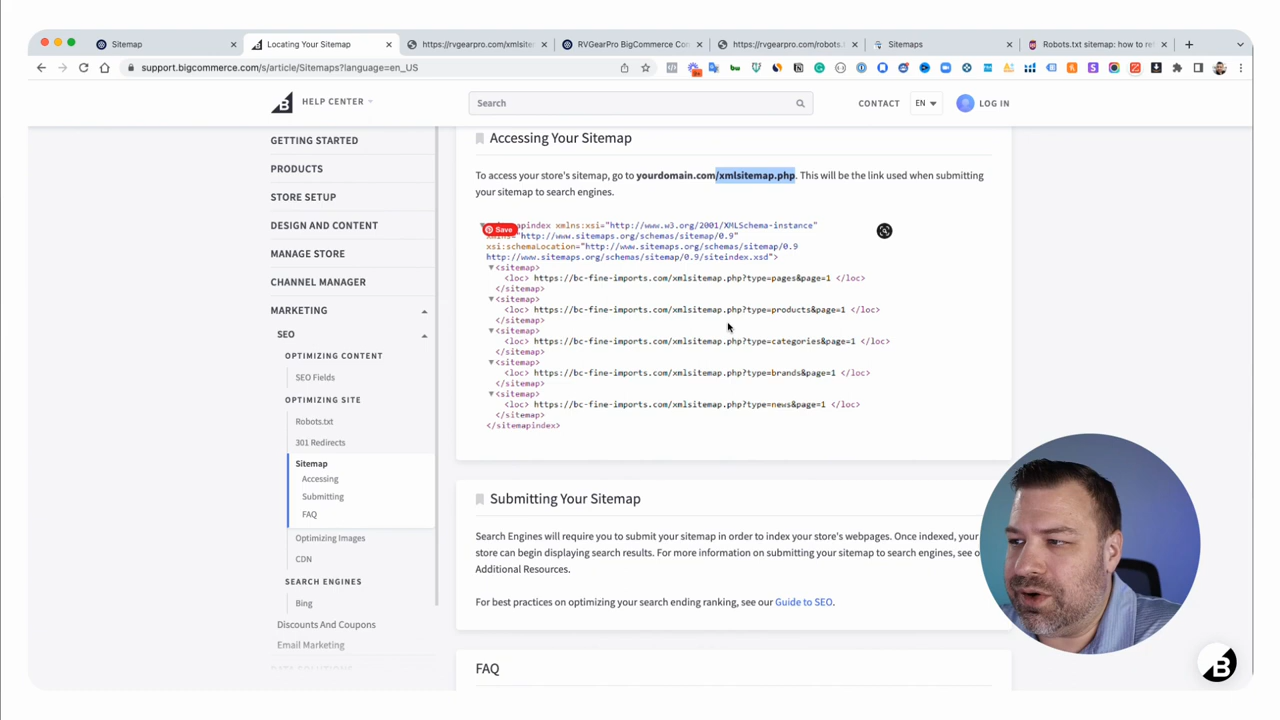 Sitemap
Locating Your Sitemap
https://rvgearpro.com/xmlsiten
RVGearPro BigCommerce Con
https://rvgearpro.com/robots.
Sitemaps
Robots.txt sitemap: how to re
support.bigcommerce.com/s/article/Sitemaps?language=en_US
HELP CENTER
Search
CONTACT
EN
LOG IN
GETTING STARTED
PRODUCTS
STORE SETUP
DESIGN AND CONTENT
MANAGE STORE
CHANNEL MANAGER
MARKETING
SEO
OPTIMIZING CONTENT
SEO Fields
OPTIMIZING SITE
Robots.txt
301 Redirects
Sitemap
Accessing
Submitting
FAQ
Optimizing Images
CDN
SEARCH ENGINES
Bing
Discounts And Coupons
Email Marketing
Accessing Your Sitemap
To access your store's sitemap, go to yourdomain.com/xmlsitemap.php. This will be the link used when submitting
your sitemap to search engines.
Save
mapindex xmlns:xsi="http://www.w3.org/2001/XMLSchema-instance"
"http://www.sitemaps.org/schemas/sitemap/0.9"
xsi:schemaLocation="http://www.sitemaps.org/schemas/sitemap/0.9
http://www.sitemaps.org/schemas/sitemap/0.9/siteindex.xsd">
<sitemap>
<loc> https://bc-fine-imports.com/xmlsitemap.php?type=pages&page=1 </loc>
</sitemap>
<sitemap>
<loc> https://bc-fine-imports.com/xmlsitemap.php?type=products&page=1 </loc>
</sitemap>
<sitemap>
<loc> https://bc-fine-imports.com/xmlsitemap.php?type=categories&page=1 </loc>
</sitemap>
<sitemap>
<loc> https://bc-fine-imports.com/xmlsitemap.php?type=brands&page=1 </loc>
</sitemap>
<sitemap>
<loc> https://bc-fine-imports.com/xmlsitemap.php?type=news&page=1 </loc>
</sitemap>
</sitemapindex>
Submitting Your Sitemap
Search Engines will require you to submit your sitemap in order to index your store's webpages. Once indexed, your
store can begin displaying search results. For more information on submitting your sitemap to search engines, see o
Additional Resources.
For best practices on optimizing your search ending ranking, see our Guide to SEO.
FAQ
B